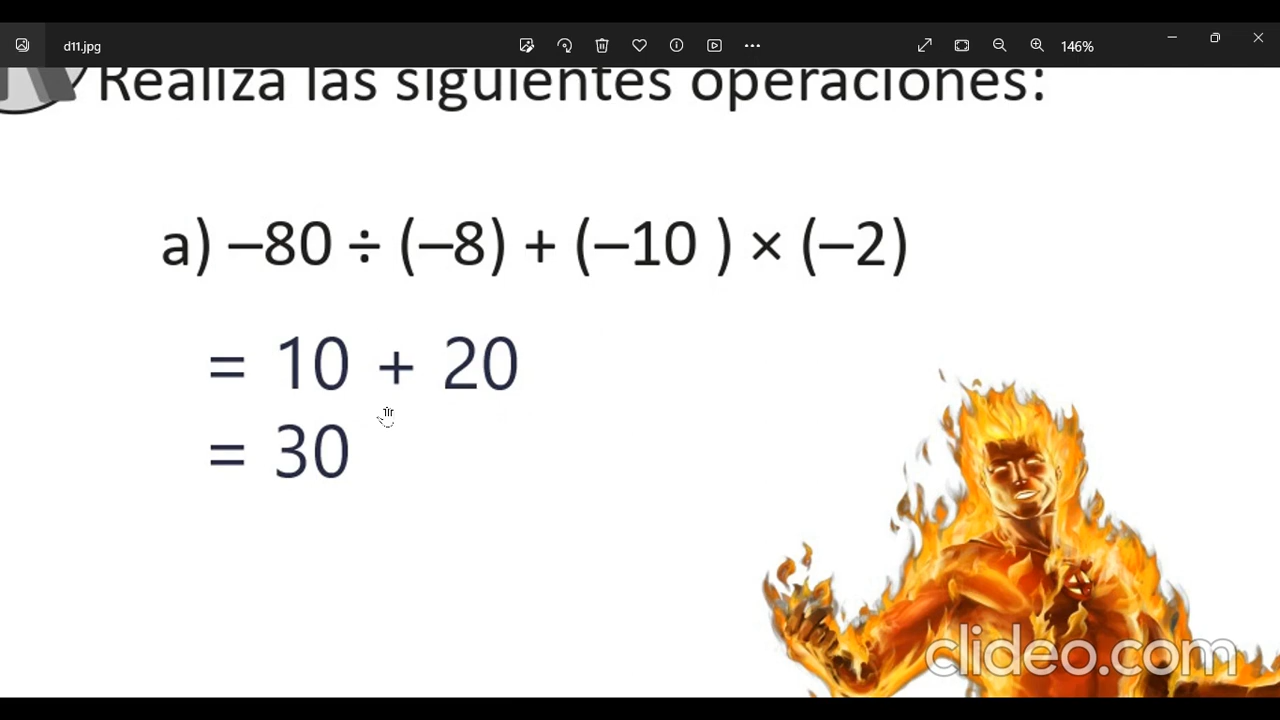 d11.jpg
146%
Realiza las siguientes operaciones:
a) –80 ÷ (–8) + (–10 ) × (–2)
= 10 + 20
= 30
clideo.com